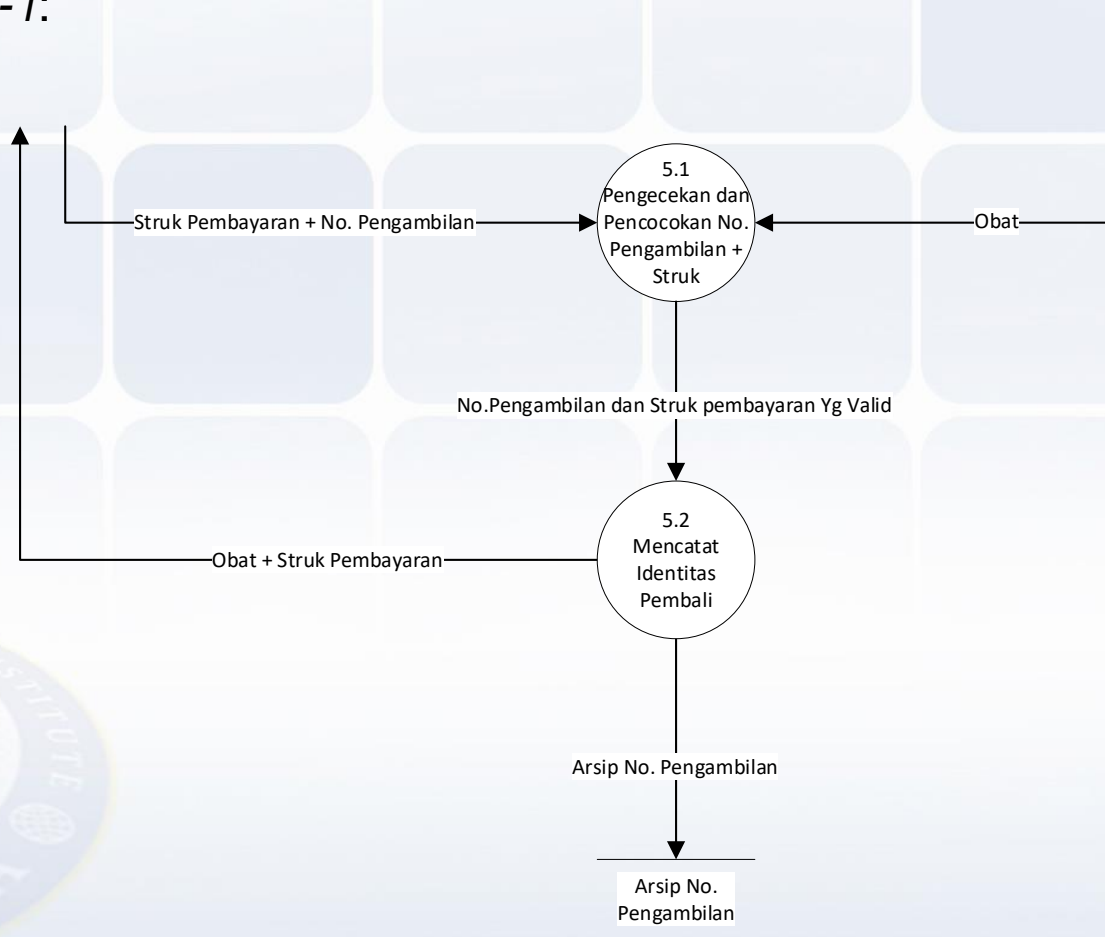 Struk Pembayaran + No. Pengambilan
5.1
Pengecekan dan
Pencocokan No.
Pengambilan +
Struk
Obat
No.Pengambilan dan Struk pembayaran Yg Valid
5.2
Mencatat
Identitas
Pembali
Obat + Struk Pembayaran
INSTITUTE
Arsip No. Pengambilan
Arsip No.
Pengambilan